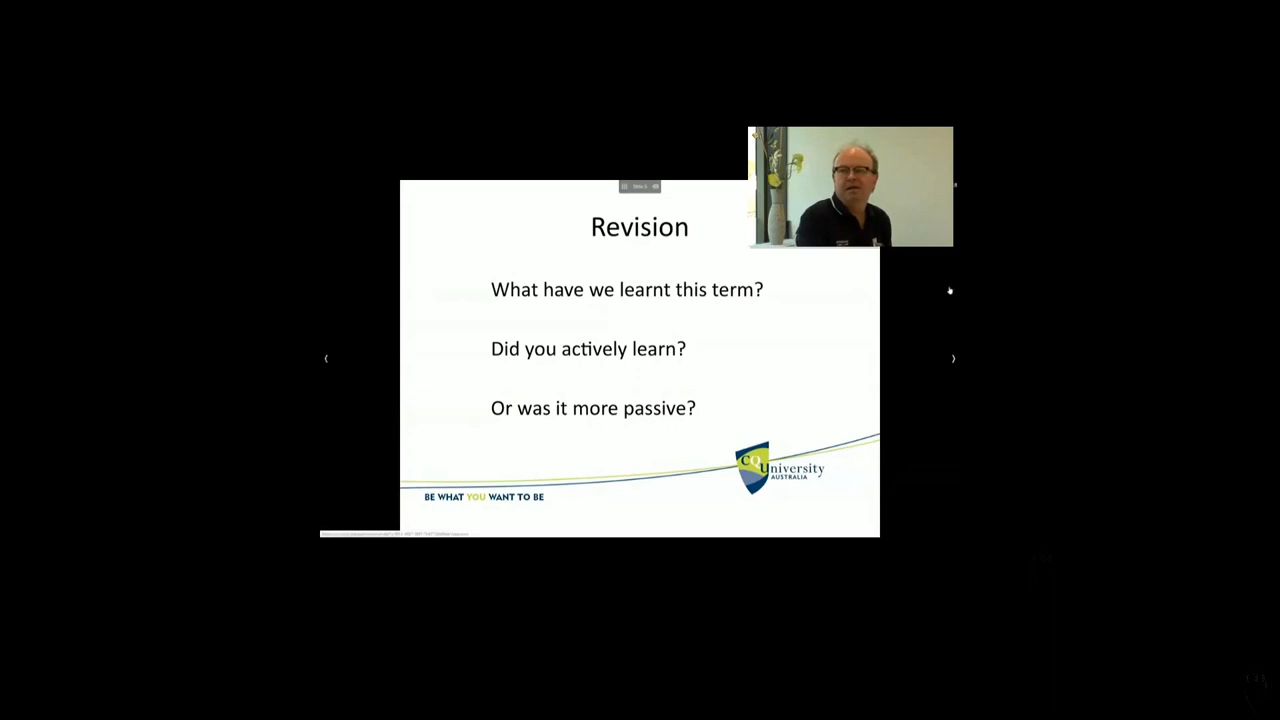 Revision
What have we learnt this term?
Did you actively learn?
Or was it more passive?
CQUniversity
AUSTRALIA
BE WHAT YOU WANT TO BE